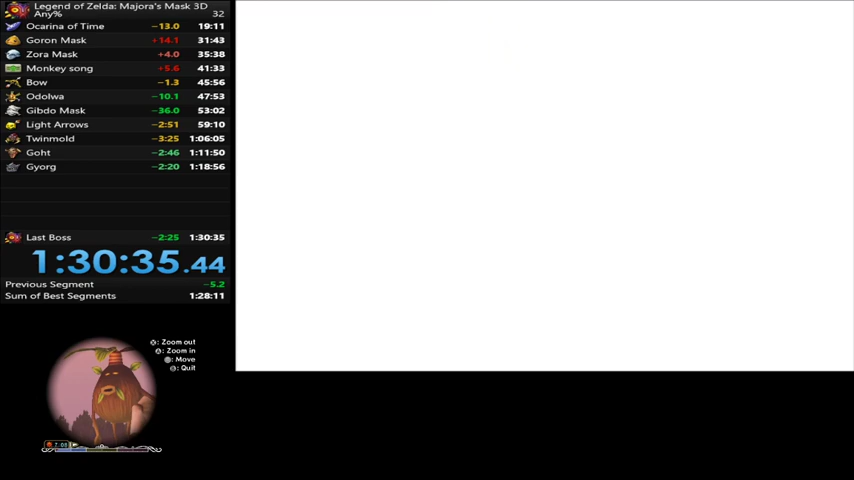 Legend of Zelda: Majora's Mask 3D
Any% 32
Ocarina of Time −13.0 19:11
Goron Mask +14.1 31:43
Zora Mask +4.0 35:38
Monkey song +5.6 41:33
Bow −1.3 45:56
Odolwa −10.1 47:53
Gibdo Mask −36.0 53:02
Light Arrows −2:51 59:10
Twinmold −3:25 1:06:05
Goht −2:46 1:11:50
Gyorg −2:20 1:18:56
Last Boss −2:25 1:30:35
1:30:35.44
Previous Segment −5.2
Sum of Best Segments 1:28:11
: Zoom out
: Zoom in
: Move
: Quit